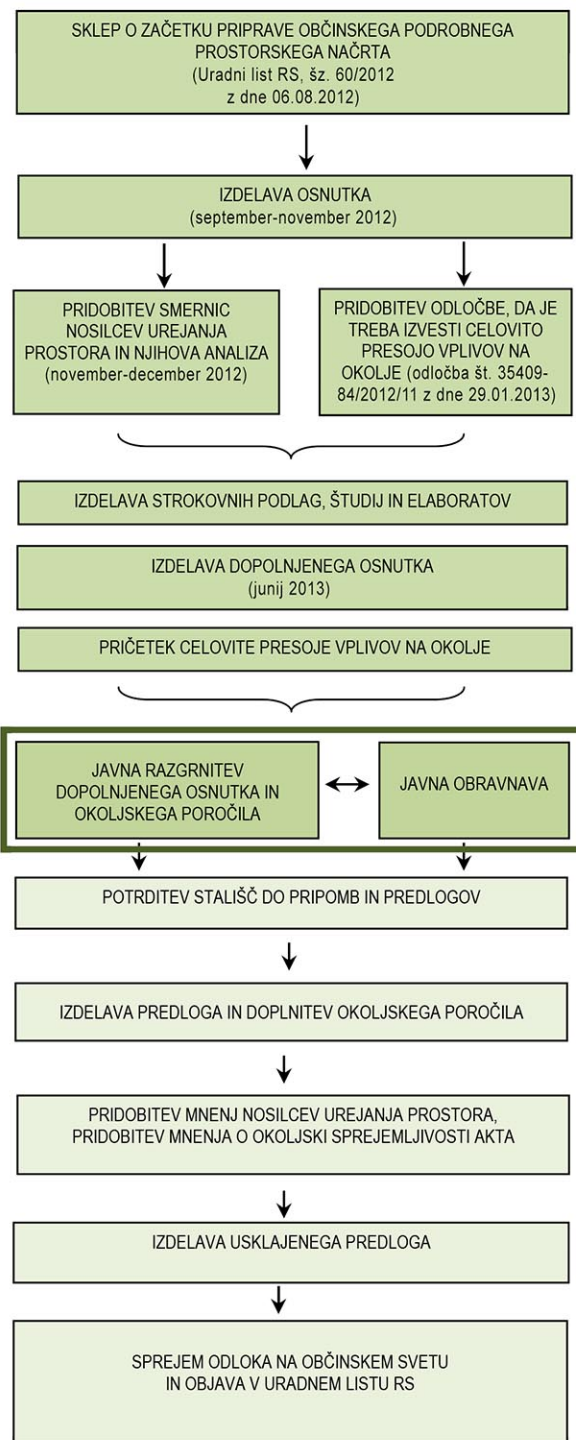 SKLEP O ZAČETKU PRIPRAVE OBČINSKEGA PODROBNEGA
PROSTORSKEGA NAČRTA
(Uradni list RS, šz. 60/2012
z dne 06.08.2012)
IZDELAVA OSNUTKA
(september-november 2012)
PRIDOBITEV SMERNIC
NOSILCEV UREJANJA
PROSTORA IN NJIHOVA ANALIZA
(november-december 2012)
PRIDOBITEV ODLOČBE, DA JE
TREBA IZVESTI CELOVITO
PRESOJO VPLIVOV NA
OKOLJE (odločba št. 35409-
84/2012/11 z dne 29.01.2013)
IZDELAVA STROKOVNIH PODLAG, ŠTUDIJ IN ELABORATOV
IZDELAVA DOPOLNJENEGA OSNUTKA
(junij 2013)
PRIČETEK CELOVITE PRESOJE VPLIVOV NA OKOLJE
JAVNA RAZGRNITEV
DOPOLNJENEGA OSNUTKA IN
OKOLJSKEGA POROČILA
JAVNA OBRAVNAVA
POTRDITEV STALIŠČ DO PRIPOMB IN PREDLOGOV
IZDELAVA PREDLOGA IN DOPLNITEV OKOLJSKEGA POROČILA
PRIDOBITEV MNENJ NOSILCEV UREJANJA PROSTORA,
PRIDOBITEV MNENJA O OKOLJSKI SPREJEMLJIVOSTI AKTA
IZDELAVA USKLAJENEGA PREDLOGA
SPREJEM ODLOKA NA OBČINSKEM SVETU
IN OBJAVA V URADNEM LISTU RS